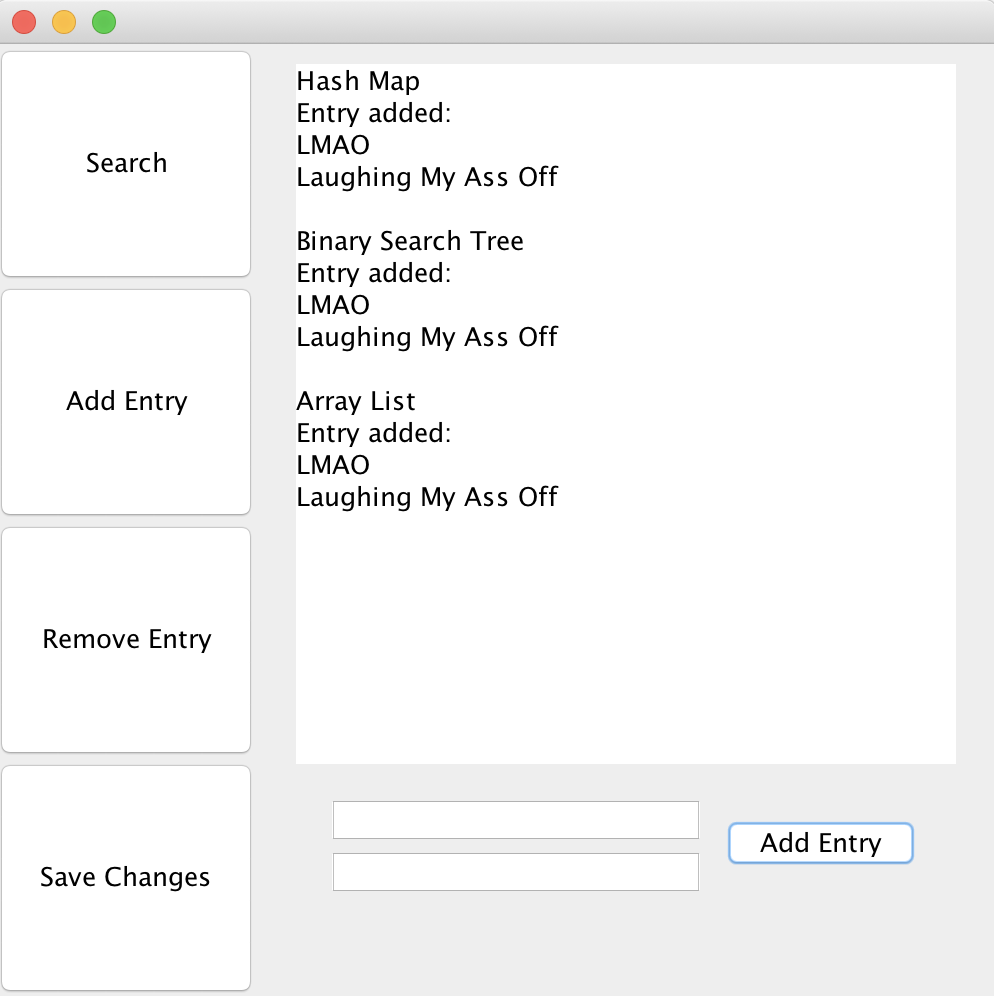 Search
Add Entry
Remove Entry
Save Changes
Hash Map
Entry added:
LMAO
Laughing My Ass Off
Binary Search Tree
Entry added:
LMAO
Laughing My Ass Off
Array List
Entry added:
LMAO
Laughing My Ass Off
Add Entry